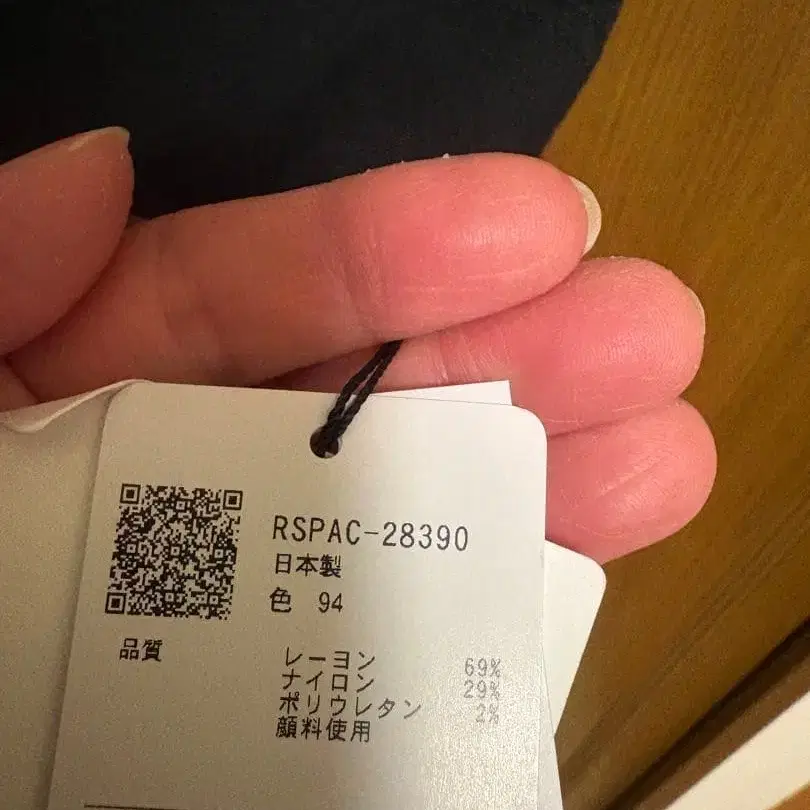 RSPAC-28390
日本製
色 94
品質
レーヨン 69%
ナイロン 29%
ポリウレタン 2%
顔料使用